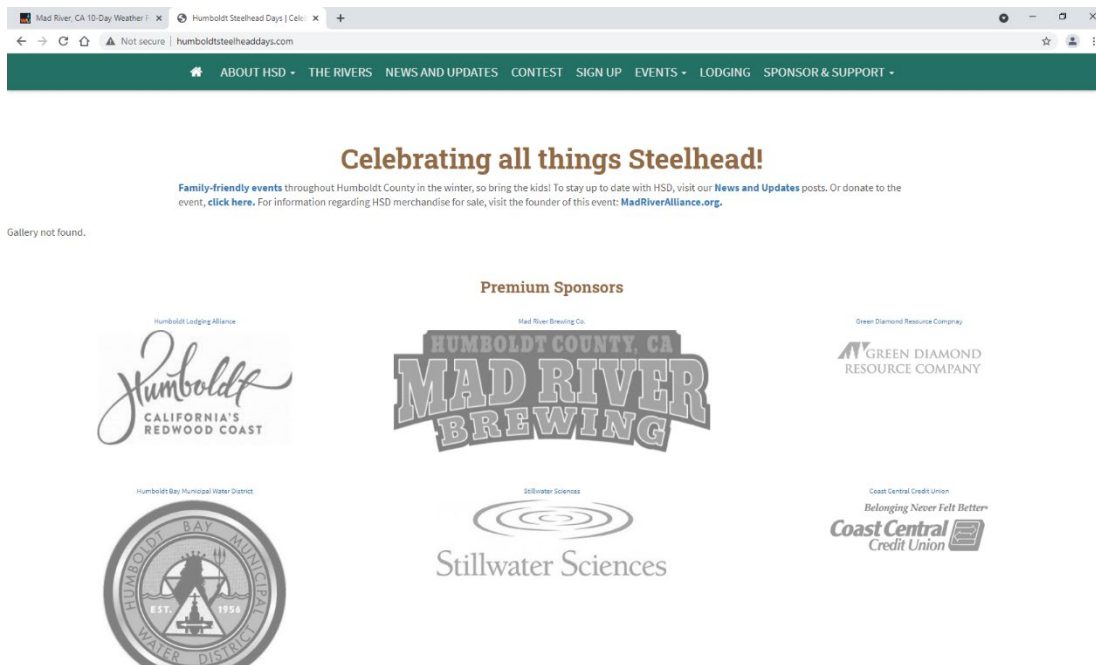 Mad River, CA 10-Day Weather F
Humboldt Steelhead Days | Celeb
Not secure | humboldtsteelheaddays.com
ABOUT HSD THE RIVERS NEWS AND UPDATES CONTEST SIGN UP EVENTS LODGING SPONSOR & SUPPORT
Celebrating all things Steelhead!
Family-friendly events throughout Humboldt County in the winter, so bring the kids! To stay up to date with HSD, visit our News and Updates posts. Or donate to the
event, click here. For information regarding HSD merchandise for sale, visit the founder of this event: MadRiverAlliance.org.
Gallery not found.
Premium Sponsors
Humboldt Lodging Alliance
Humboldt
CALIFORNIA'S
REDWOOD COAST
Mad River Brewing Co.
HUMBOLDT COUNTY, CA
MAD RIVER
BREWING
Green Diamond Resource Compnay
GREEN DIAMOND
RESOURCE COMPANY
Humboldt Bay Municipal Water District
HUMBOLDT BAY MUNICIPAL
EST. 1956
WATER DISTRICT
Stillwater Sciences
Stillwater Sciences
Coast Central Credit Union
Belonging Never Felt Better
Coast Central
Credit Union